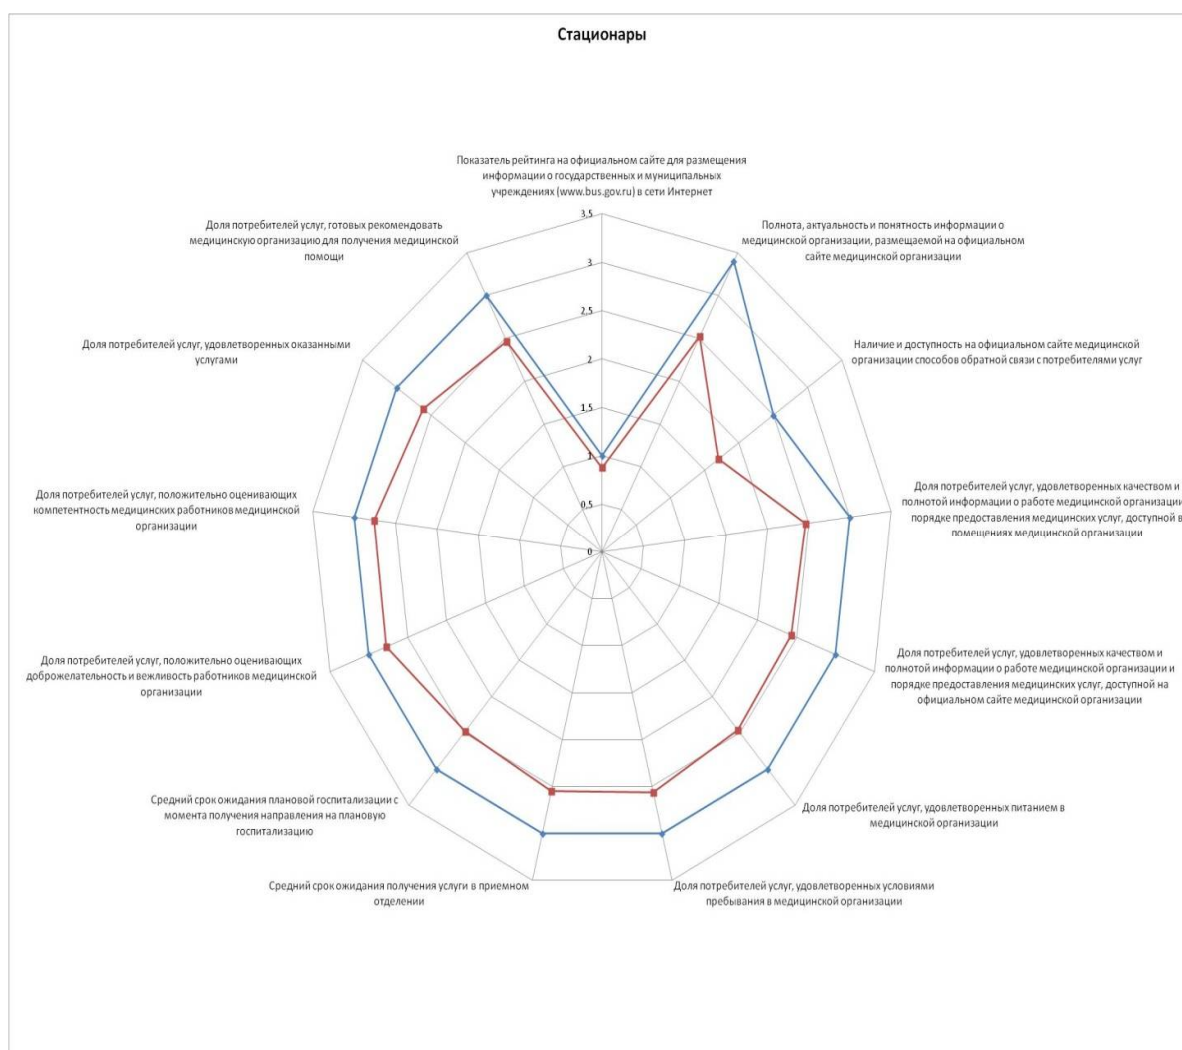 Стационары
Показатель рейтинга на официальном сайте для размещения
информации о государственных и муниципальных
учреждениях (www.bus.gov.ru) в сети Интернет
Полнота, актуальность и понятность информации о
медицинской организации, размещаемой на официальном
сайте медицинской организации
Наличие и доступность на официальном сайте медицинской
организации способов обратной связи с потребителями услуг
Доля потребителей услуг, удовлетворенных качеством и
полнотой информации о работе медицинской организации
порядке предоставления медицинских услуг, доступной в
помещениях медицинской организации
Доля потребителей услуг, удовлетворенных качеством и
полнотой информации о работе медицинской организации и
порядке предоставления медицинских услуг, доступной на
официальном сайте медицинской организации
Доля потребителей услуг, удовлетворенных питанием в
медицинской организации
Доля потребителей услуг, удовлетворенных условиями
пребывания в медицинской организации
Средний срок ожидания получения услуги в приемном
отделении
Средний срок ожидания плановой госпитализации с
момента получения направления на плановую
госпитализацию
Доля потребителей услуг, положительно оценивающих
доброжелательность и вежливость работников медицинской
организации
Доля потребителей услуг, положительно оценивающих
компетентность медицинских работников медицинской
организации
Доля потребителей услуг, удовлетворенных оказанными
услугами
Доля потребителей услуг, готовых рекомендовать
медицинскую организацию для получения медицинской
помощи
3,5
3
2,5
2
1,5
1
0,5
0